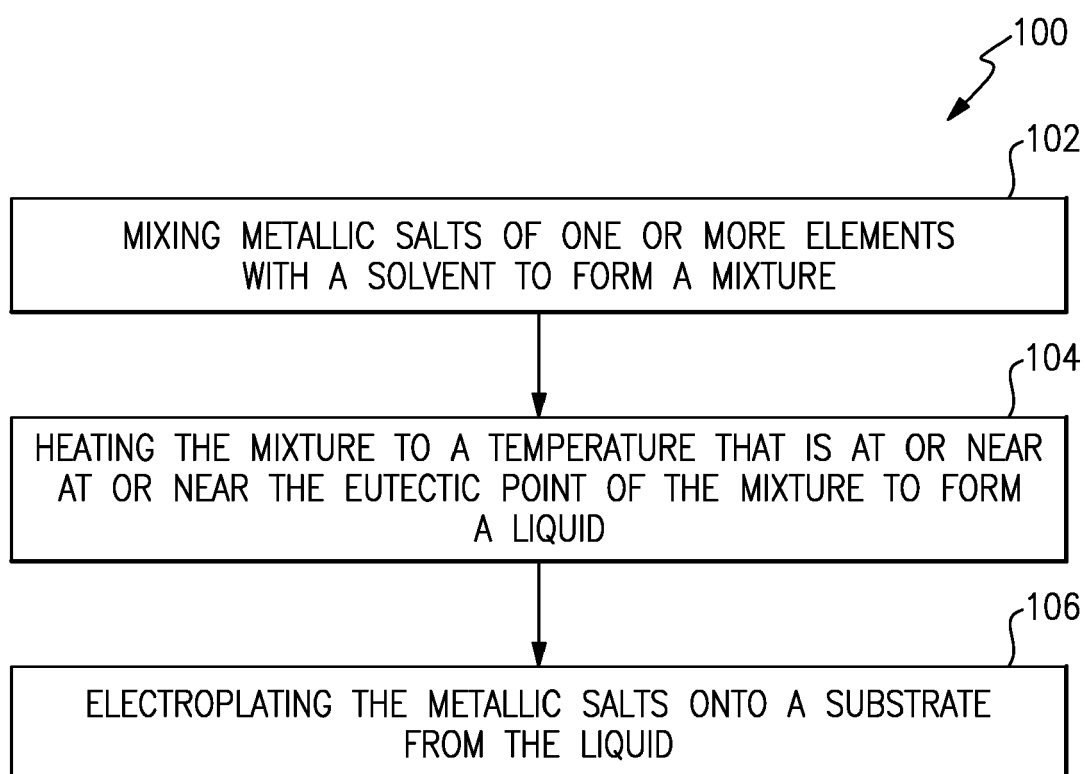 100
102
MIXING METALLIC SALTS OF ONE OR MORE ELEMENTS
WITH A SOLVENT TO FORM A MIXTURE
104
HEATING THE MIXTURE TO A TEMPERATURE THAT IS AT OR NEAR
AT OR NEAR THE EUTECTIC POINT OF THE MIXTURE TO FORM
A LIQUID
106
ELECTROPLATING THE METALLIC SALTS ONTO A SUBSTRATE
FROM THE LIQUID